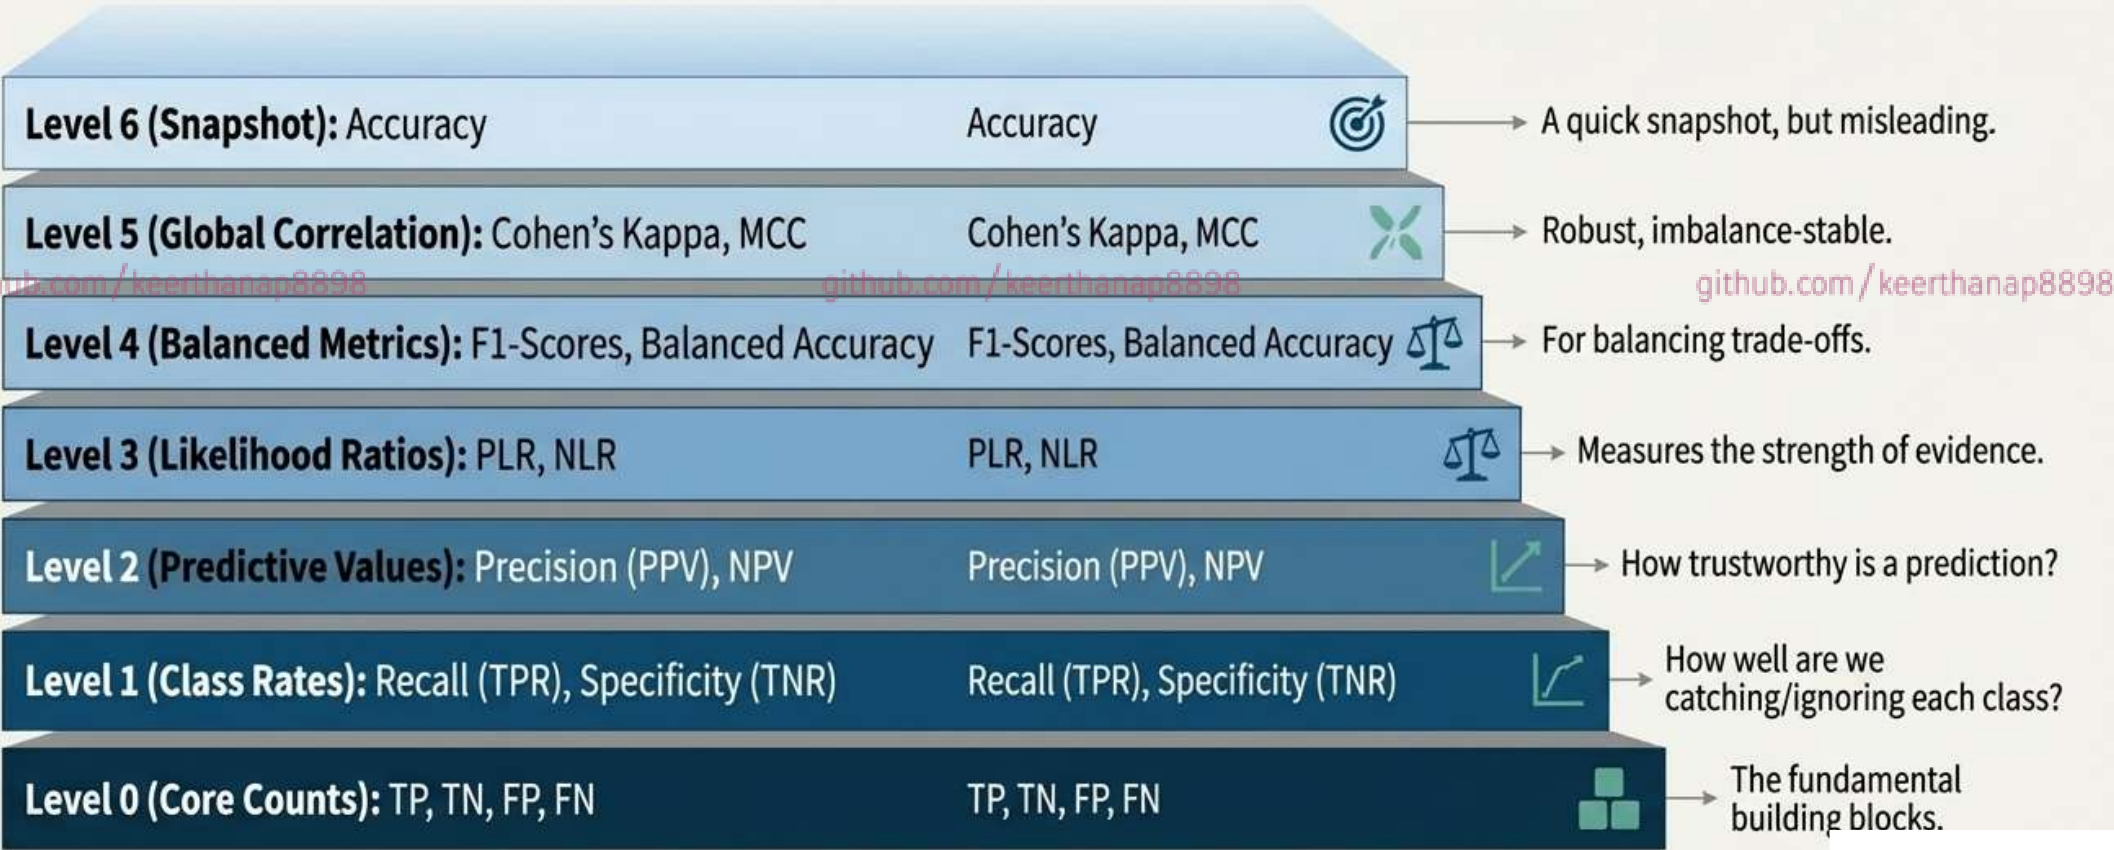 Level 6 (Snapshot): Accuracy Accuracy A quick snapshot, but misleading.
Level 5 (Global Correlation): Cohen's Kappa, MCC Cohen's Kappa, MCC Robust, imbalance-stable.
ub.com/keerthanap8898 github.com/keerthanap8898 github.com/keerthanap8898
Level 4 (Balanced Metrics): F1-Scores, Balanced Accuracy F1-Scores, Balanced Accuracy For balancing trade-offs.
Level 3 (Likelihood Ratios): PLR, NLR PLR, NLR Measures the strength of evidence.
Level 2 (Predictive Values): Precision (PPV), NPV Precision (PPV), NPV How trustworthy is a prediction?
Level 1 (Class Rates): Recall (TPR), Specificity (TNR) Recall (TPR), Specificity (TNR) How well are we
catching/ignoring each class?
Level 0 (Core Counts): TP, TN, FP, FN TP, TN, FP, FN The fundamental
building blocks.